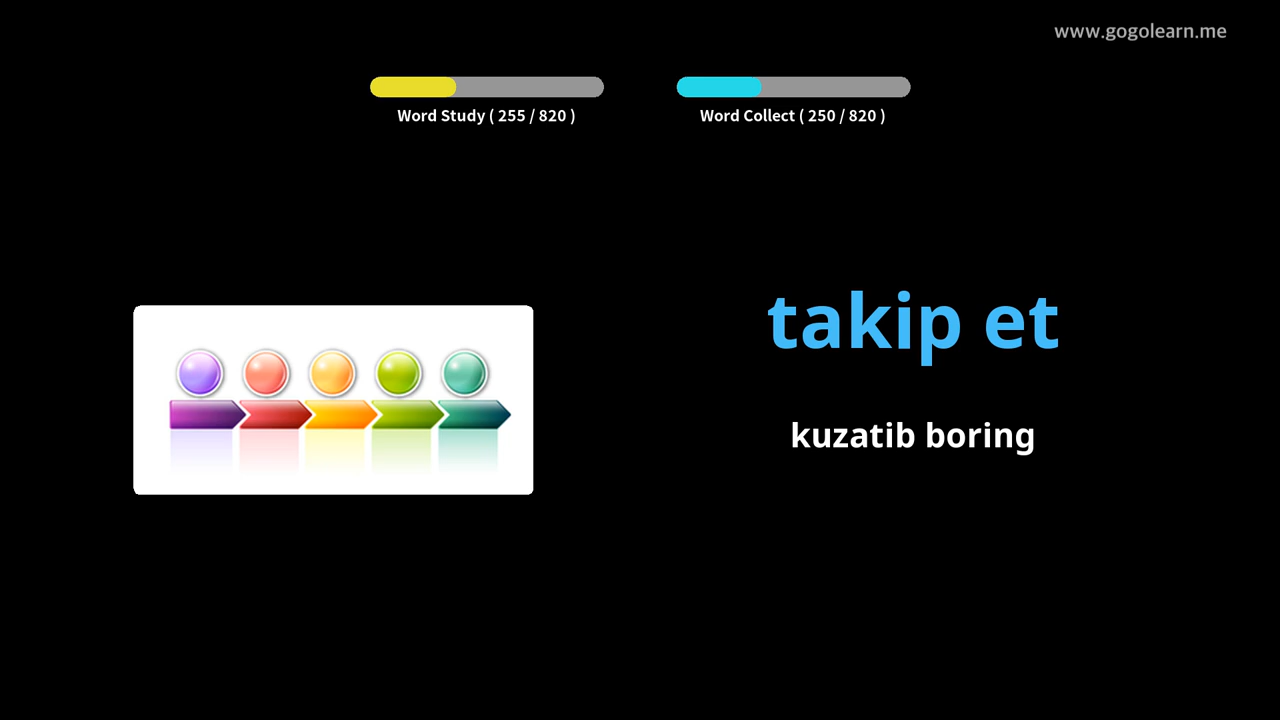 www.gogolearn.me
Word Study ( 255 / 820 )
Word Collect ( 250 / 820 )
takip et
kuzatib boring